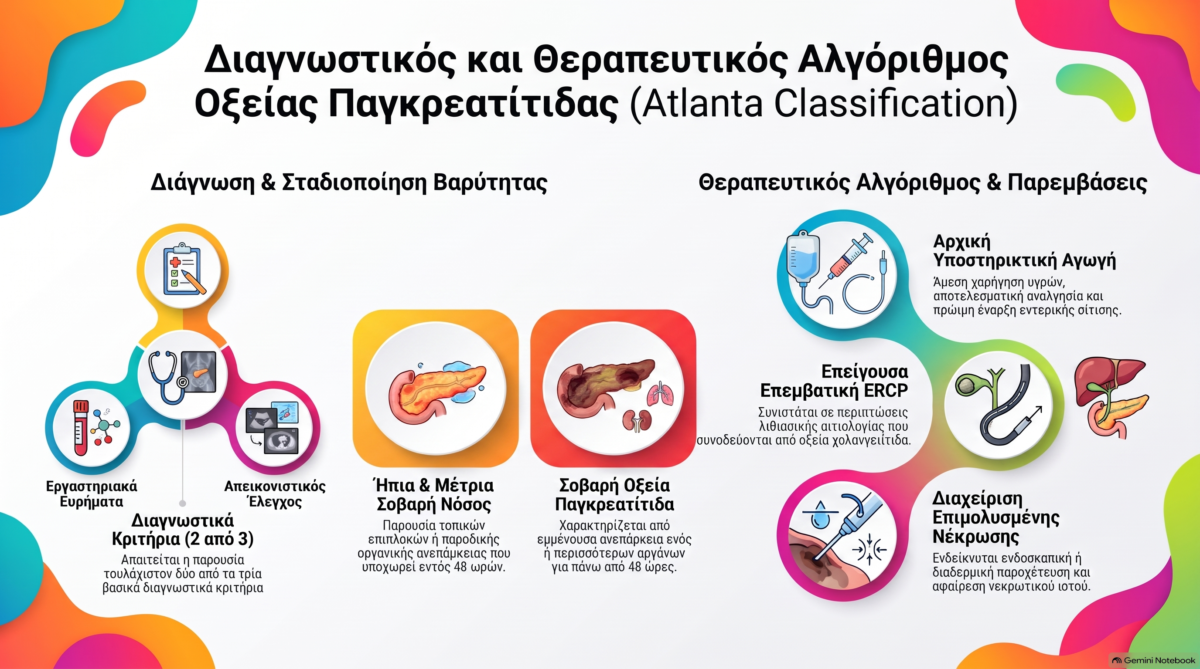 Διαγνωστικός και Θεραπευτικός Αλγόριθμος
Οξείας Παγκρεατίτιδας (Atlanta Classification)
Διάγνωση & Σταδιοποίηση Βαρύτητας
Εργαστηριακά
Ευρήματα
Απεικονιστικός
Έλεγχος
Διαγνωστικά
Κριτήρια (2 από 3)
Απαιτείται η παρουσία
τουλάχιστον δύο από τα τρία
βασικά διαγνωστικά κριτήρια
Ήπια & Μέτρια
Σοβαρή Νόσος
Παρουσία τοπικών
επιπλοκών ή παροδικής
οργανικής ανεπάμκειας που
υποχωρεί εντός 48 ωρών.
Σοβαρή Οξεία
Παγκρεατίτιδα
Χαρακτηρίζεται από
εμμένουσα ανεπάρκεια ενός
ή περισσότερων αργάνων
για πάνω από 48 ώρες.
Θεραπευτικός Αλγόριθμος & Παρεμβάσεις
Αρχική
Υποστηρικτική Αγωγή
Άμεση χαρήγηση υγρών,
αποτελεσματική αναλγησία και
πρώιμη έναρξη εντερικής σίτισης.
Επείγουσα
Επεμβατική ERCP
Συνιστάται σε περιπτώσεις
λιθιασικής αιτιολογίας που
συνοδεύονται από οξεία χολανγειίτιδα.
Διαχείριση
Επιμολυσμένης
Νέκρωσης
Ενδείκνυται ενδοσκαπική ή
διαδερμική παροχέτευση και
αφαίρεση νεκρωτικού ιστού.
Gemini Notebook